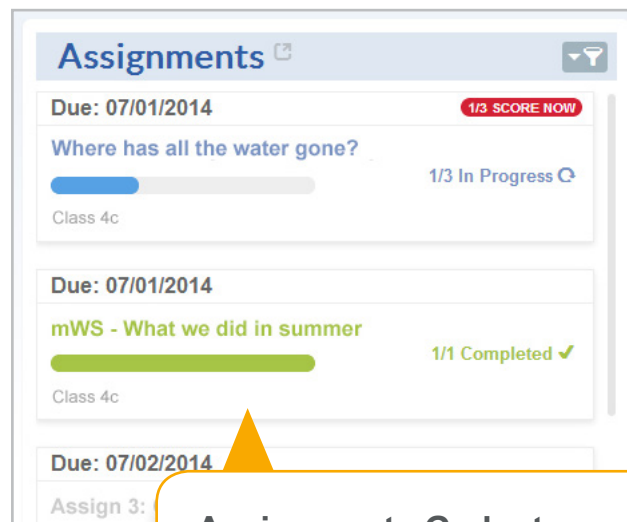 Assignments
Due: 07/01/2014 1/3 SCORE NOW
Where has all the water gone?
1/3 In Progress
Class 4c
Due: 07/01/2014
mWS - What we did in summer
1/1 Completed
Class 4c
Due: 07/02/2014
Assign 3: